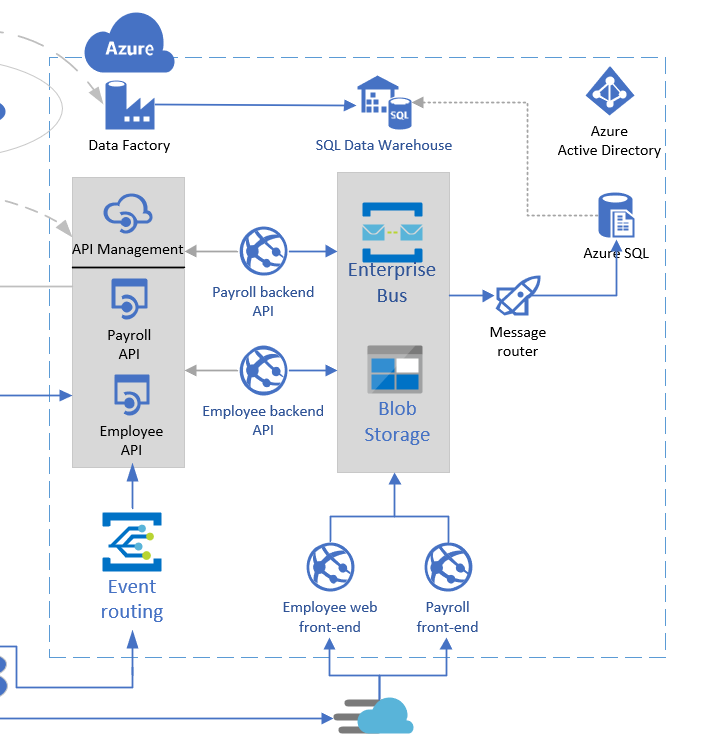 Azure
Data Factory
SQL
SQL Data Warehouse
Azure
Active Directory
API Management
Payroll
API
Employee
API
Payroll backend
API
Employee backend
API
Enterprise
Bus
Blob
Storage
Message
router
Azure SQL
Event
routing
Employee web
front-end
Payroll
front-end